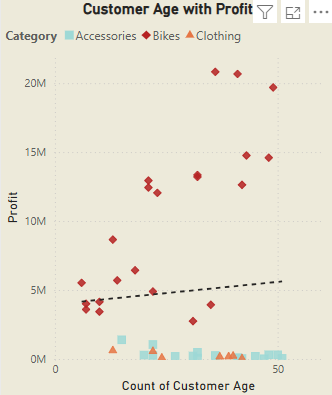 Customer Age with Profit
Category Accessories Bikes Clothing
20M
15M
10M
5M
0M
Profit
0 50
Count of Customer Age